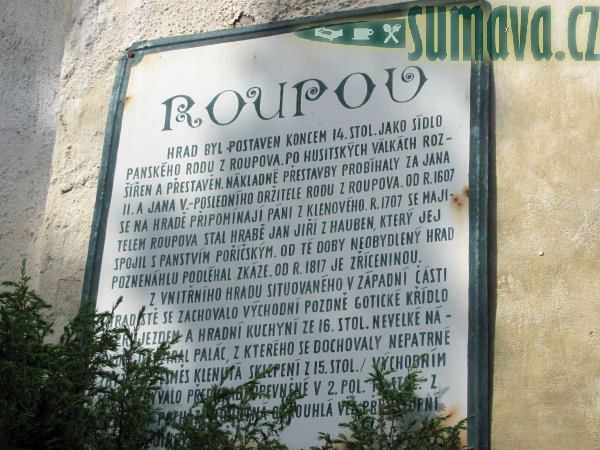 sumava.cz
ROUPOV
HRAD BYL POSTAVEN KONCEM 14. STOL. JAKO SÍDLO
PANSKÉHO RODU Z ROUPOVA. PO HUSITSKÝCH VÁLKÁCH ROZ-
ŠÍŘEN A PŘESTAVĚN. NÁKLADNÉ PŘESTAVBY PROBÍHALY ZA JANA
II. A JANA V.-POSLEDNÍHO DRŽITELE RODU Z ROUPOVA. OD R. 1607
SE NA HRADĚ PŘIPOMÍNAJÍ PÁNI Z KLENOVÉHO. R. 1707 SE MAJI-
TELEM ROUPOVA STAL HRABĚ JAN JIŘÍ Z HAUBEN, KTERÝ JEJ
SPOJIL S PANSTVÍM POŘÍČSKÝM. OD TÉ DOBY NEOBYDLENÝ HRAD
POZNENÁHLU PODLÉHAL ZKÁZE. OD R. 1817 JE ZŘÍCENINOU.
Z VNITŘNÍHO HRADU SITUOVANÉHO V ZÁPADNÍ ČÁSTI
SE ZACHOVALO VÝCHODNÍ POZDNĚ GOTICKÉ KŘÍDLO
A HRADNÍ KUCHYNÍ ZE 16. STOL. NEVELKÉ NÁ-
PALÁC, Z KTERÉHO SE DOCHOVALY NEPATRNÉ
KLENUTÁ SKLEPENÍ Z 15. STOL./ VÝCHODNÍM
V 2. POL. Z